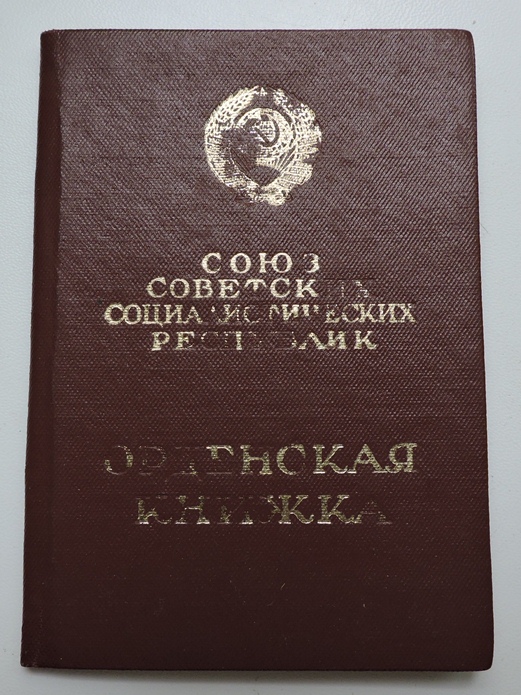 СОЮЗ
СОВЕТСКИХ
СОЦИАЛИСТИЧЕСКИХ
РЕСПУБЛИК
ОРДЕНСКАЯ
КНИЖКА